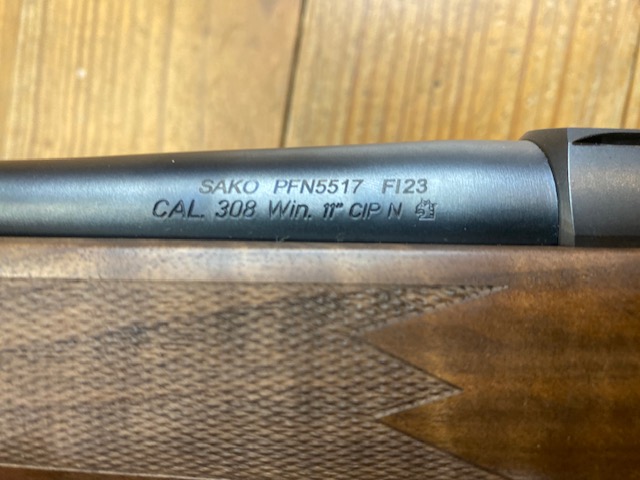 SAKO PFN5517 FI23
CAL. 308 Win. 11" CIP N